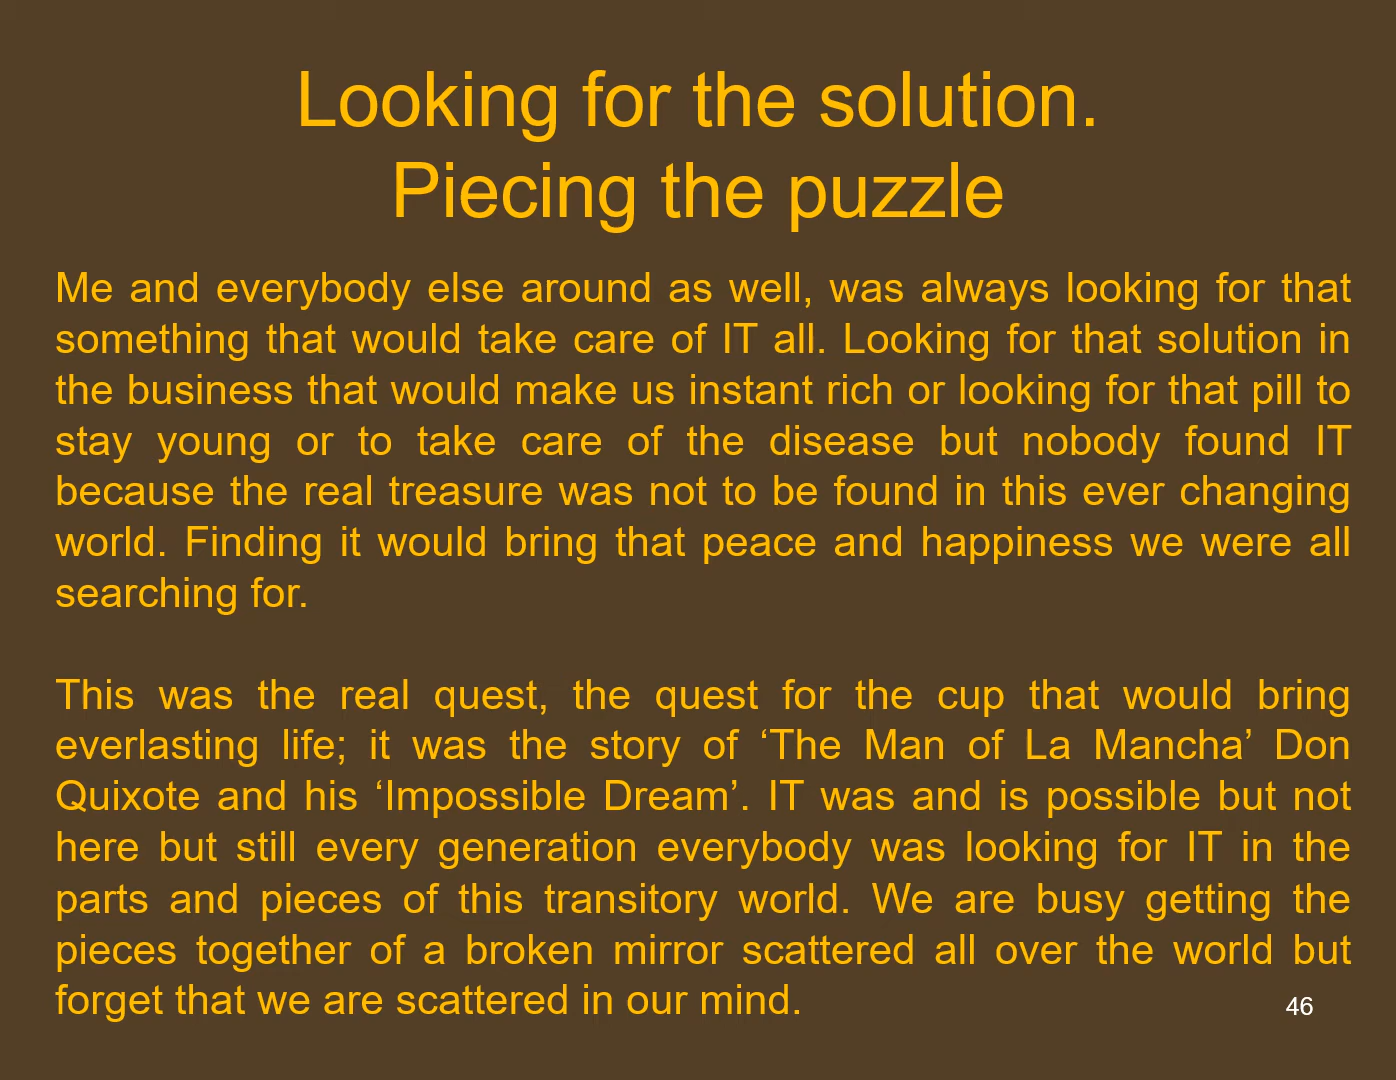 Looking for the solution.
Piecing the puzzle
Me and everybody else around as well, was always looking for that
something that would take care of IT all. Looking for that solution in
the business that would make us instant rich or looking for that pill to
stay young or to take care of the disease but nobody found IT
because the real treasure was not to be found in this ever changing
world. Finding it would bring that peace and happiness we were all
searching for.
This was the real quest, the quest for the cup that would bring
everlasting life; it was the story of ‘The Man of La Mancha’ Don
Quixote and his ‘Impossible Dream’. IT was and is possible but not
here but still every generation everybody was looking for IT in the
parts and pieces of this transitory world. We are busy getting the
pieces together of a broken mirror scattered all over the world but
forget that we are scattered in our mind.
46